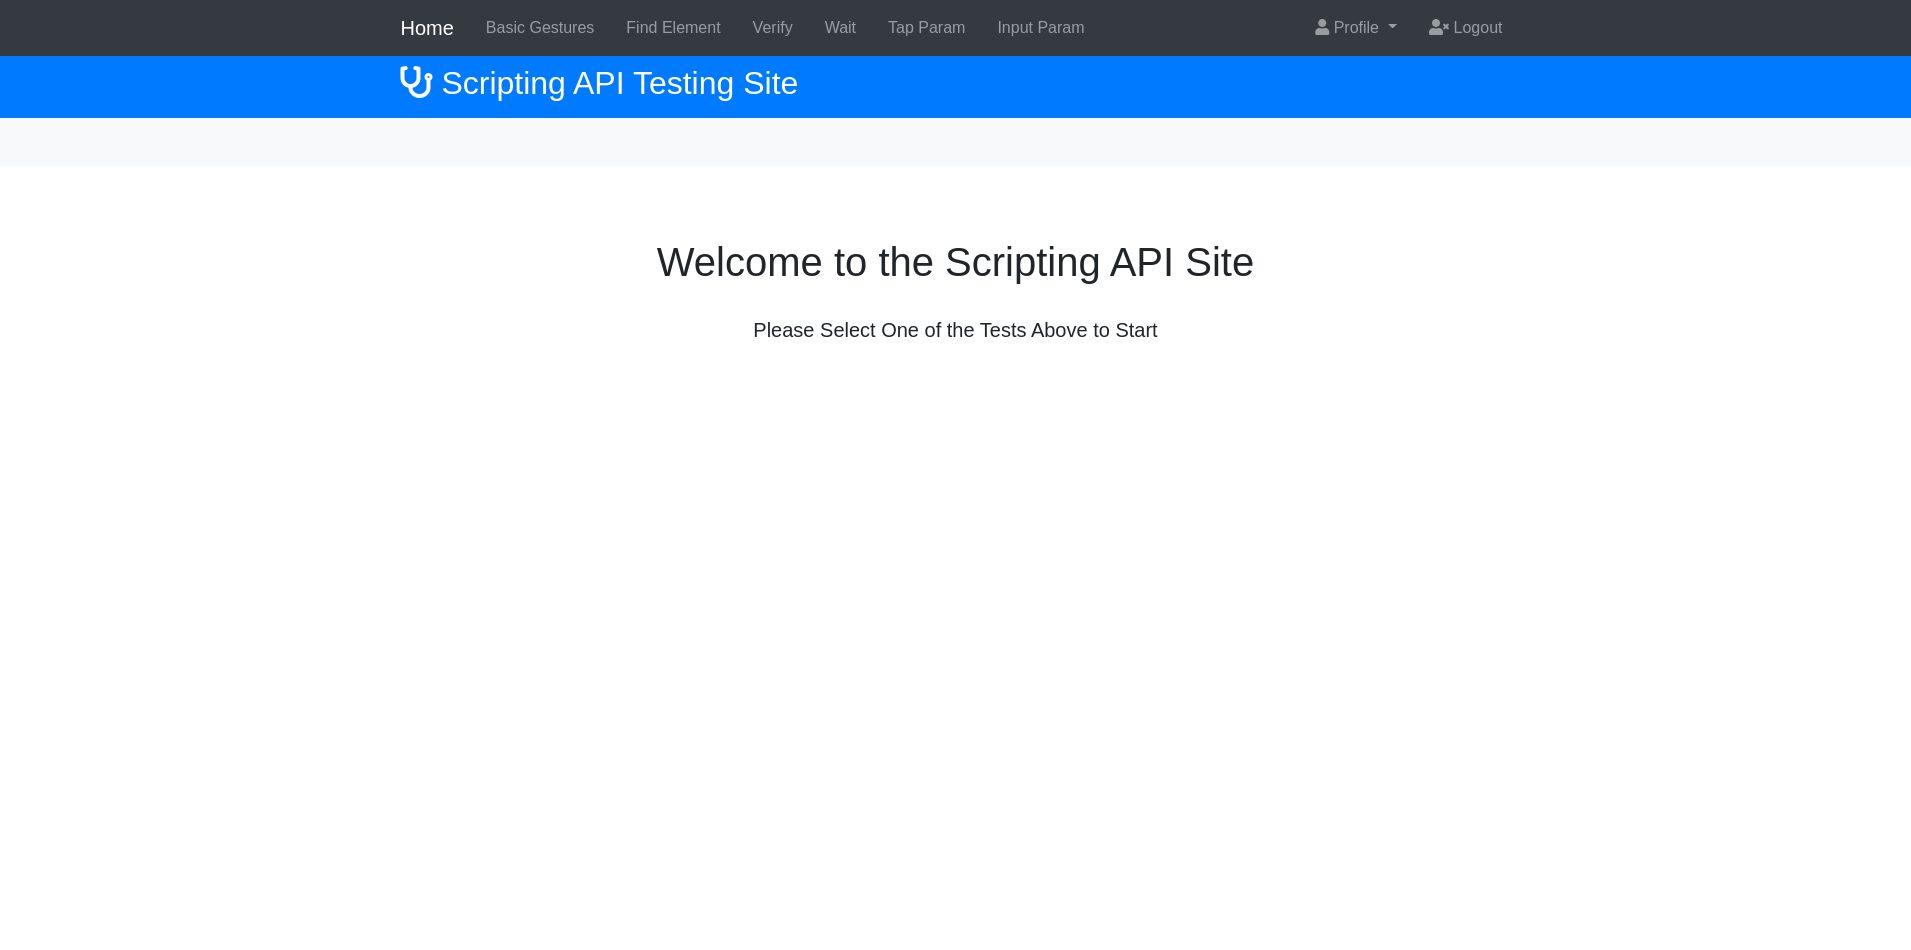 Home Basic Gestures Find Element Verify Wait Tap Param Input Param Profile Logout
Scripting API Testing Site
Welcome to the Scripting API Site
Please Select One of the Tests Above to Start